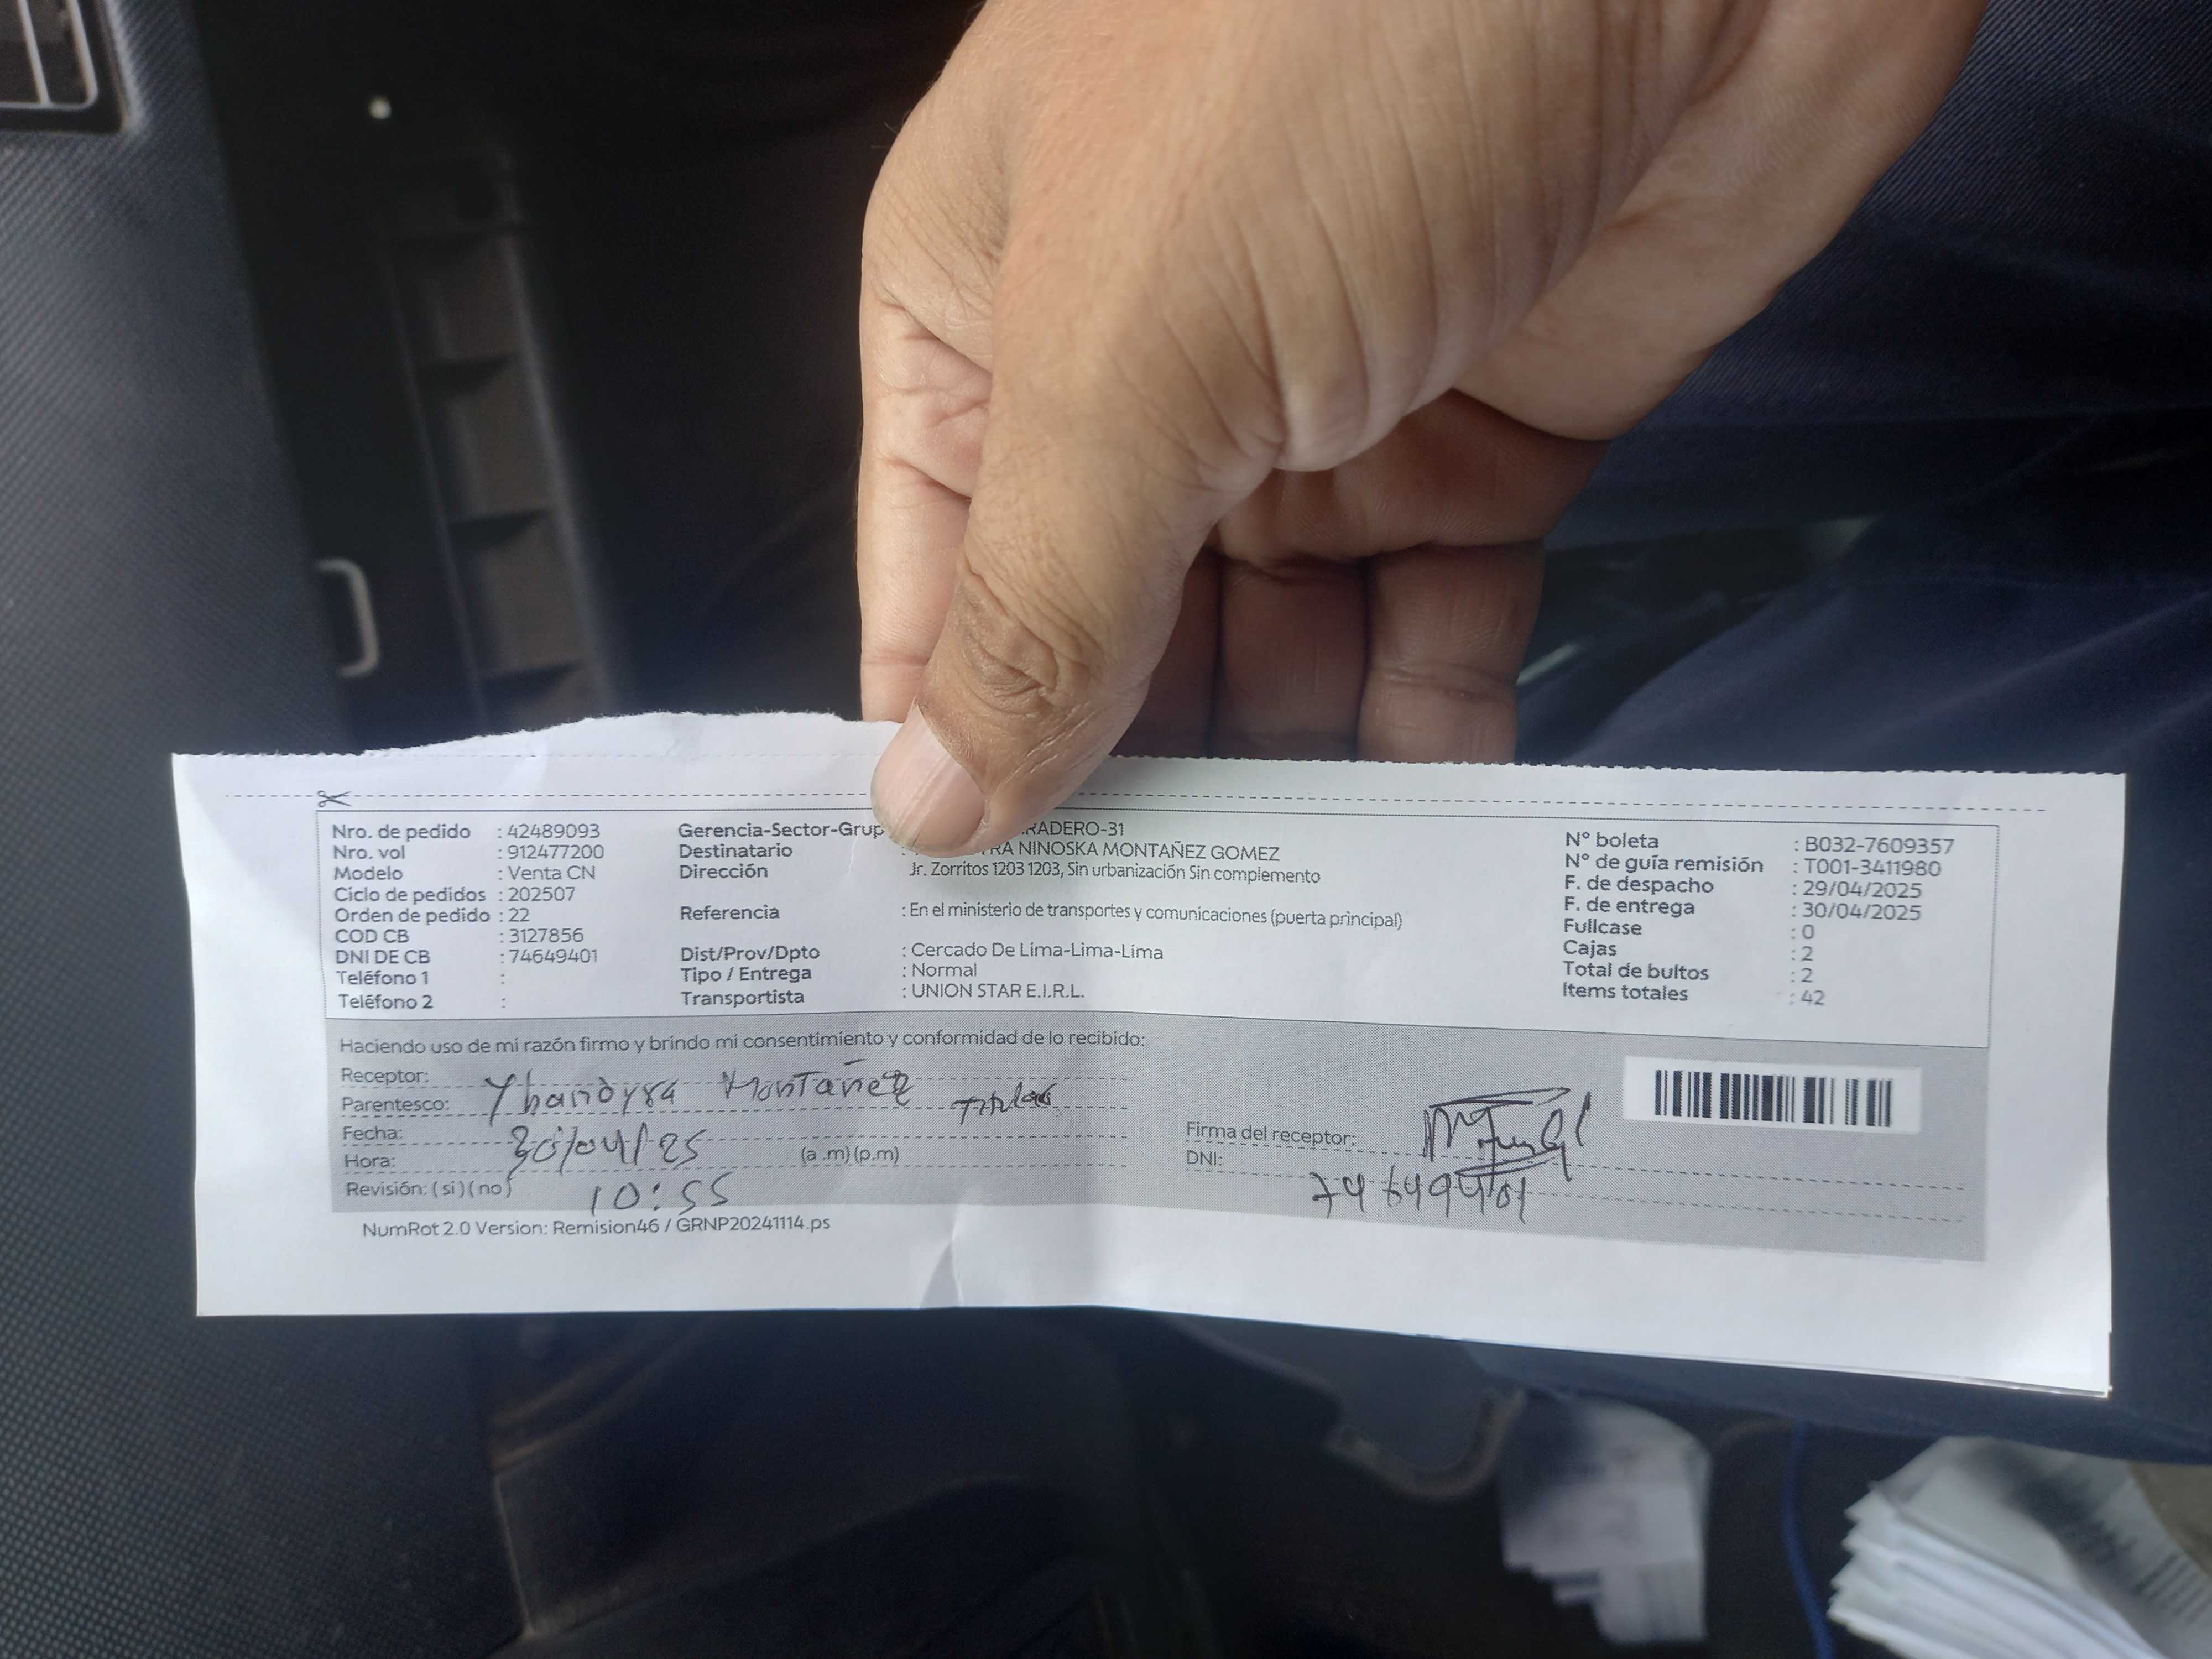 Nro. de pedido : 42489093
Nro. vol : 912477200
Modelo : Venta CN
Ciclo de pedidos : 202507
Orden de pedido : 22
COD CB : 3127856
DNI DE CB : 74649401
Teléfono 1 :
Teléfono 2 :
Gerencia-Sector-Grup RADERO-31
Destinatario : RA NINOSKA MONTAÑEZ GOMEZ
Dirección Jr. Zorritos 1203 1203, Sin urbanización Sin complemento
Referencia : En el ministerio de transportes y comunicaciones (puerta principal)
Dist/Prov/Dpto : Cercado De Lima-Lima-Lima
Tipo / Entrega : Normal
Transportista : UNION STAR E.I.R.L.
N° boleta : B032-7609357
N° de guía remisión : T001-3411980
F. de despacho : 29/04/2025
F. de entrega : 30/04/2025
Fullcase : 0
Cajas : 2
Total de bultos : 2
Items totales : 42
Haciendo uso de mi razón firmo y brindo mi consentimiento y conformidad de lo recibido:
Receptor: Montañez
Parentesco: Titular
Fecha: 30/04/25
Hora: 10:55 (a .m) (p.m)
Revisión: (si) (no)
Firma del receptor:
DNI: 74649401
NumRot 2.0 Version: Remision46 / GRNP20241114.ps